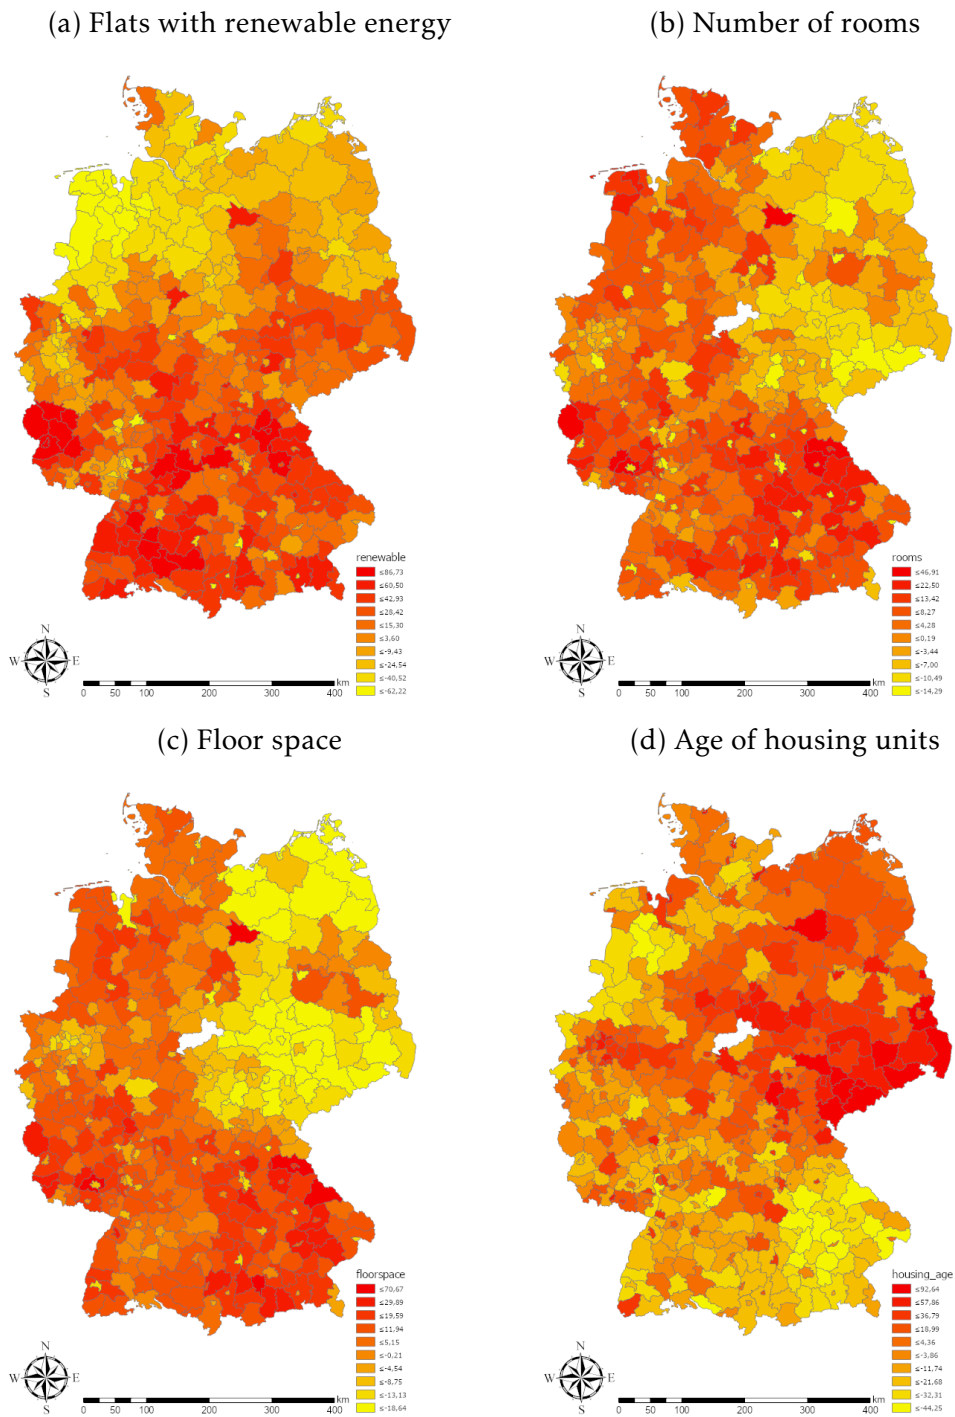 (a) Flats with renewable energy
(b) Number of rooms
renewable
≤86,73
≤60,50
≤42,93
≤28,42
≤15,30
≤3,60
≤-9,43
≤-24,54
≤-40,52
≤-62,22
N
W E
S
km
0 50 100 200 300 400
rooms
≤46,91
≤22,50
≤13,42
≤8,27
≤4,28
≤0,19
≤-3,44
≤-7,00
≤-10,49
≤-14,29
N
W E
S
km
0 50 100 200 300 400
(c) Floor space
(d) Age of housing units
floorspace
≤70,67
≤29,89
≤19,59
≤11,94
≤5,15
≤-0,21
≤-4,54
≤-8,75
≤-13,13
≤-18,64
N
W E
S
km
0 50 100 200 300 400
housing_age
≤92,64
≤57,86
≤36,79
≤18,99
≤4,36
≤-3,86
≤-11,74
≤-21,68
≤-32,31
≤-44,25
N
W E
S
km
0 50 100 200 300 400